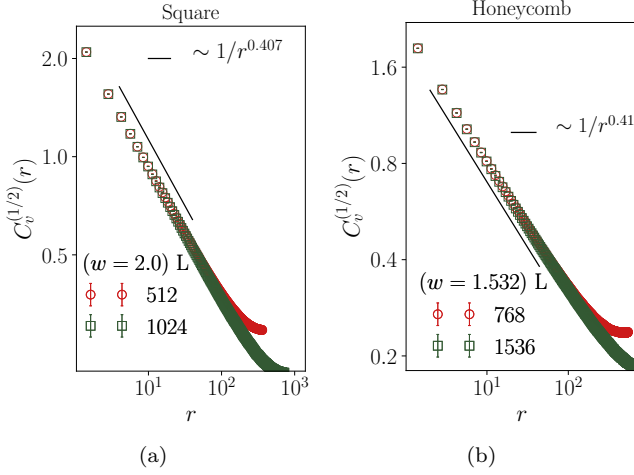 Square
∼ 1/r^{0.407}
2.0
1.0
0.5
C_v^{(1/2)}(r)
(w = 2.0) L
512
1024
10^1
10^2
10^3
r
(a)
Honeycomb
∼ 1/r^{0.41}
1.6
0.8
0.4
0.2
C_v^{(1/2)}(r)
(w = 1.532) L
768
1536
10^1
10^2
r
(b)